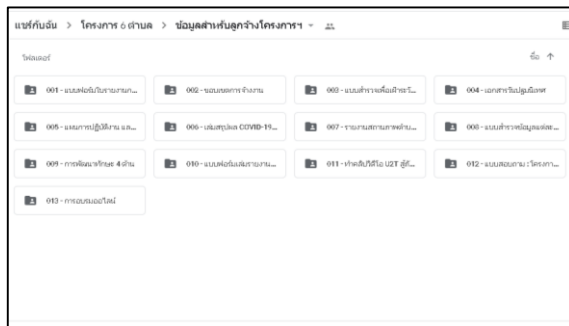 แชร์กับฉัน > โครงการ 6 ตำบล > ข้อมูลสำหรับลูกจ้างโครงการฯ
โฟลเดอร์ ชื่อ ↑
001 - แบบฟอร์มใบรายงานก... 002 - ขอบเขตการจ้างงาน 003 - แบบสำรวจเพื่อเฝ้าระวั... 004 - เอกสารวันปฐมนิเทศ
005 - แผนการปฏิบัติงาน และ... 006 - เล่มสรุปผล COVID-19... 007 - รายงานสถานภาพตำบ... 008 - แบบสำรวจข้อมูลแต่ละ...
009 - การพัฒนาทักษะ 4 ด้าน 010 - แบบฟอร์มเล่มรายงาน... 011 - ทำคลิปวิดีโอ U2T สู้ภั... 012 - แบบสอบถาม : โครงกา...
013 - การอบรมออนไลน์